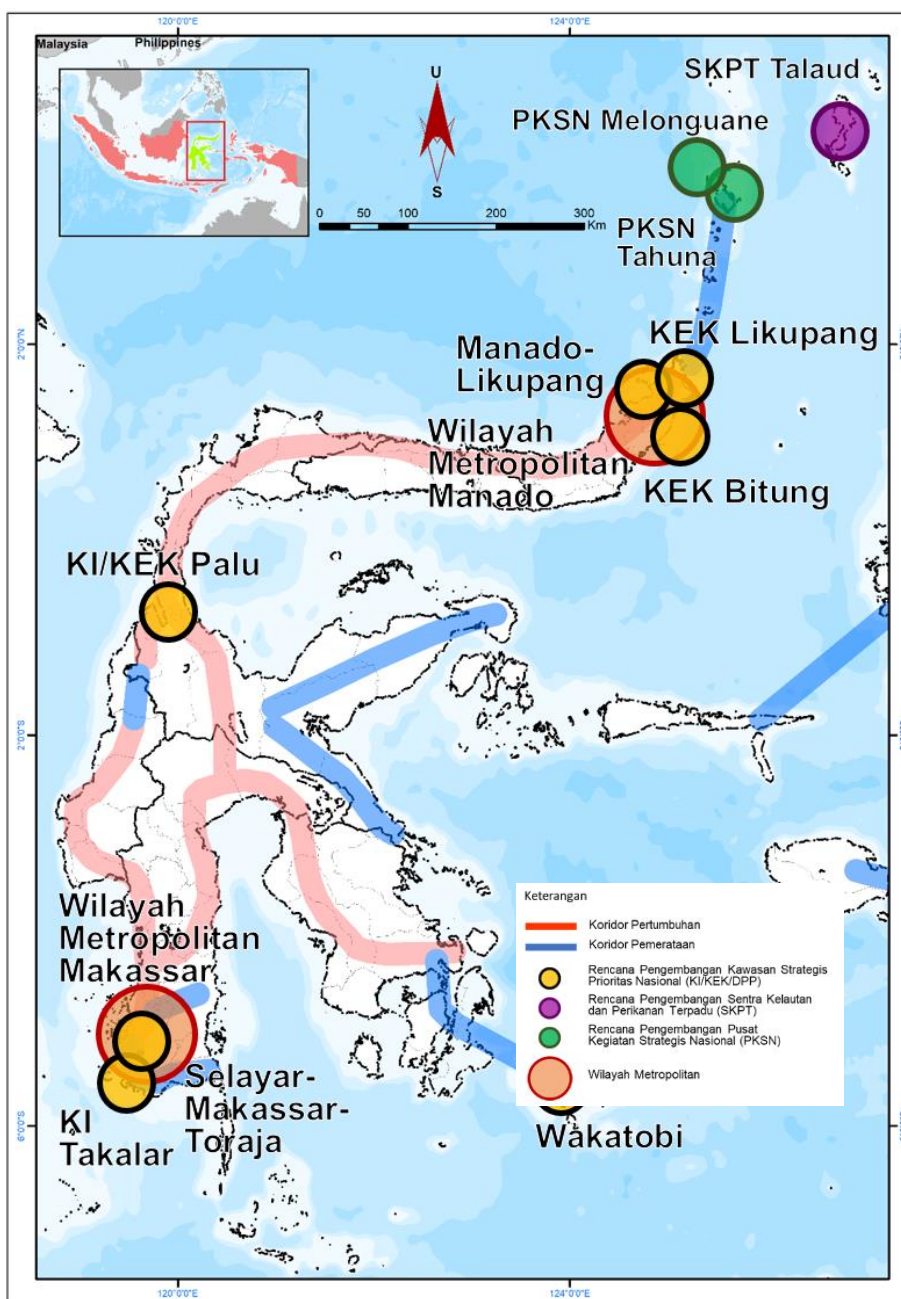 120°0'0"E
124°0'0"E
Malaysia
Philippines
U
S
0 50 100 200 300
Km
SKPT Talaud
PKSN Melonguane
PKSN
Tahuna
2°0'0"N
KEK Likupang
Manado-
Likupang
Wilayah
Metropolitan
Manado
KEK Bitung
KI/KEK Palu
2°0'0"S
Wilayah
Metropolitan
Makassar
Selayar-
Makassar-
Toraja
KI
Takalar
Wakatobi
6°0'0"S
Keterangan
Koridor Pertumbuhan
Koridor Pemerataan
Rencana Pengembangan Kawasan Strategis
Prioritas Nasional (KI/KEK/DPP)
Rencana Pengembangan Sentra Kelautan
dan Perikanan Terpadu (SKPT)
Rencana Pengembangan Pusat
Kegiatan Strategis Nasional (PKSN)
Wilayah Metropolitan
120°0'0"E
124°0'0"E